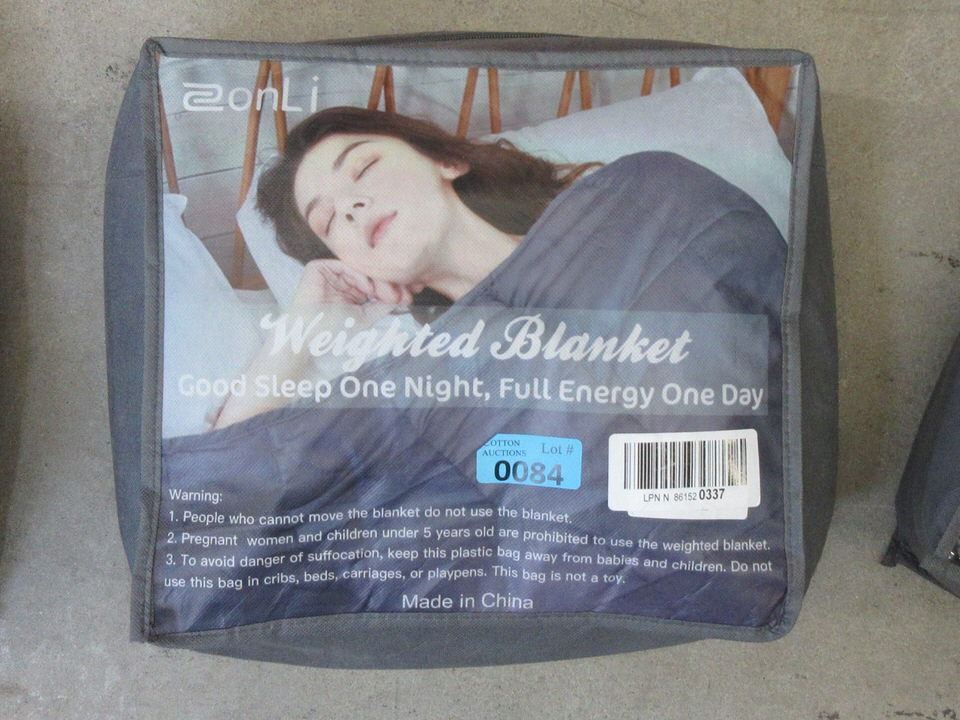 ZonLi
Weighted Blanket
Good Sleep One Night, Full Energy One Day
COTTON
AUCTIONS
Lot #
0084
LPN N 86152 0337
Warning:
1. People who cannot move the blanket do not use the blanket.
2. Pregnant women and children under 5 years old are prohibited to use the weighted blanket.
3. To avoid danger of suffocation, keep this plastic bag away from babies and children. Do not
use this bag in cribs, beds, carriages, or playpens. This bag is not a toy.
Made in China